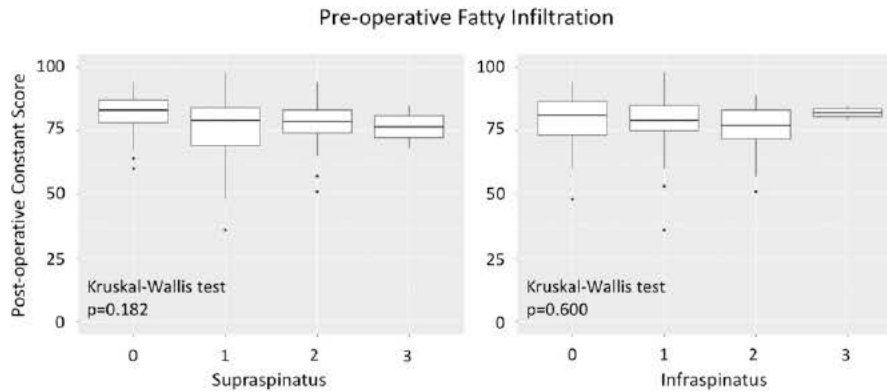 Pre-operative Fatty Infiltration
Post-operative Constant Score
100
75
50
25
0
Kruskal-Wallis test
p=0.182
0 1 2 3
Supraspinatus
100
75
50
25
0
Kruskal-Wallis test
p=0.600
0 1 2 3
Infraspinatus